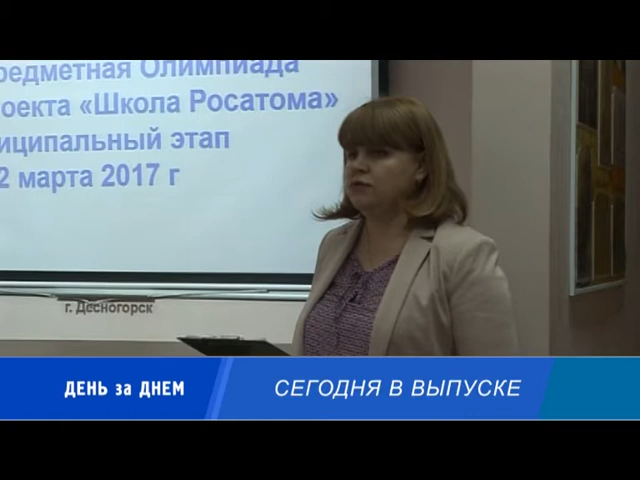 редметная Олимпиада
оекта «Школа Росатома»
иципальный этап
2 марта 2017 г
г. Десногорск
ДЕНЬ за ДНЕМ
СЕГОДНЯ В ВЫПУСКЕ